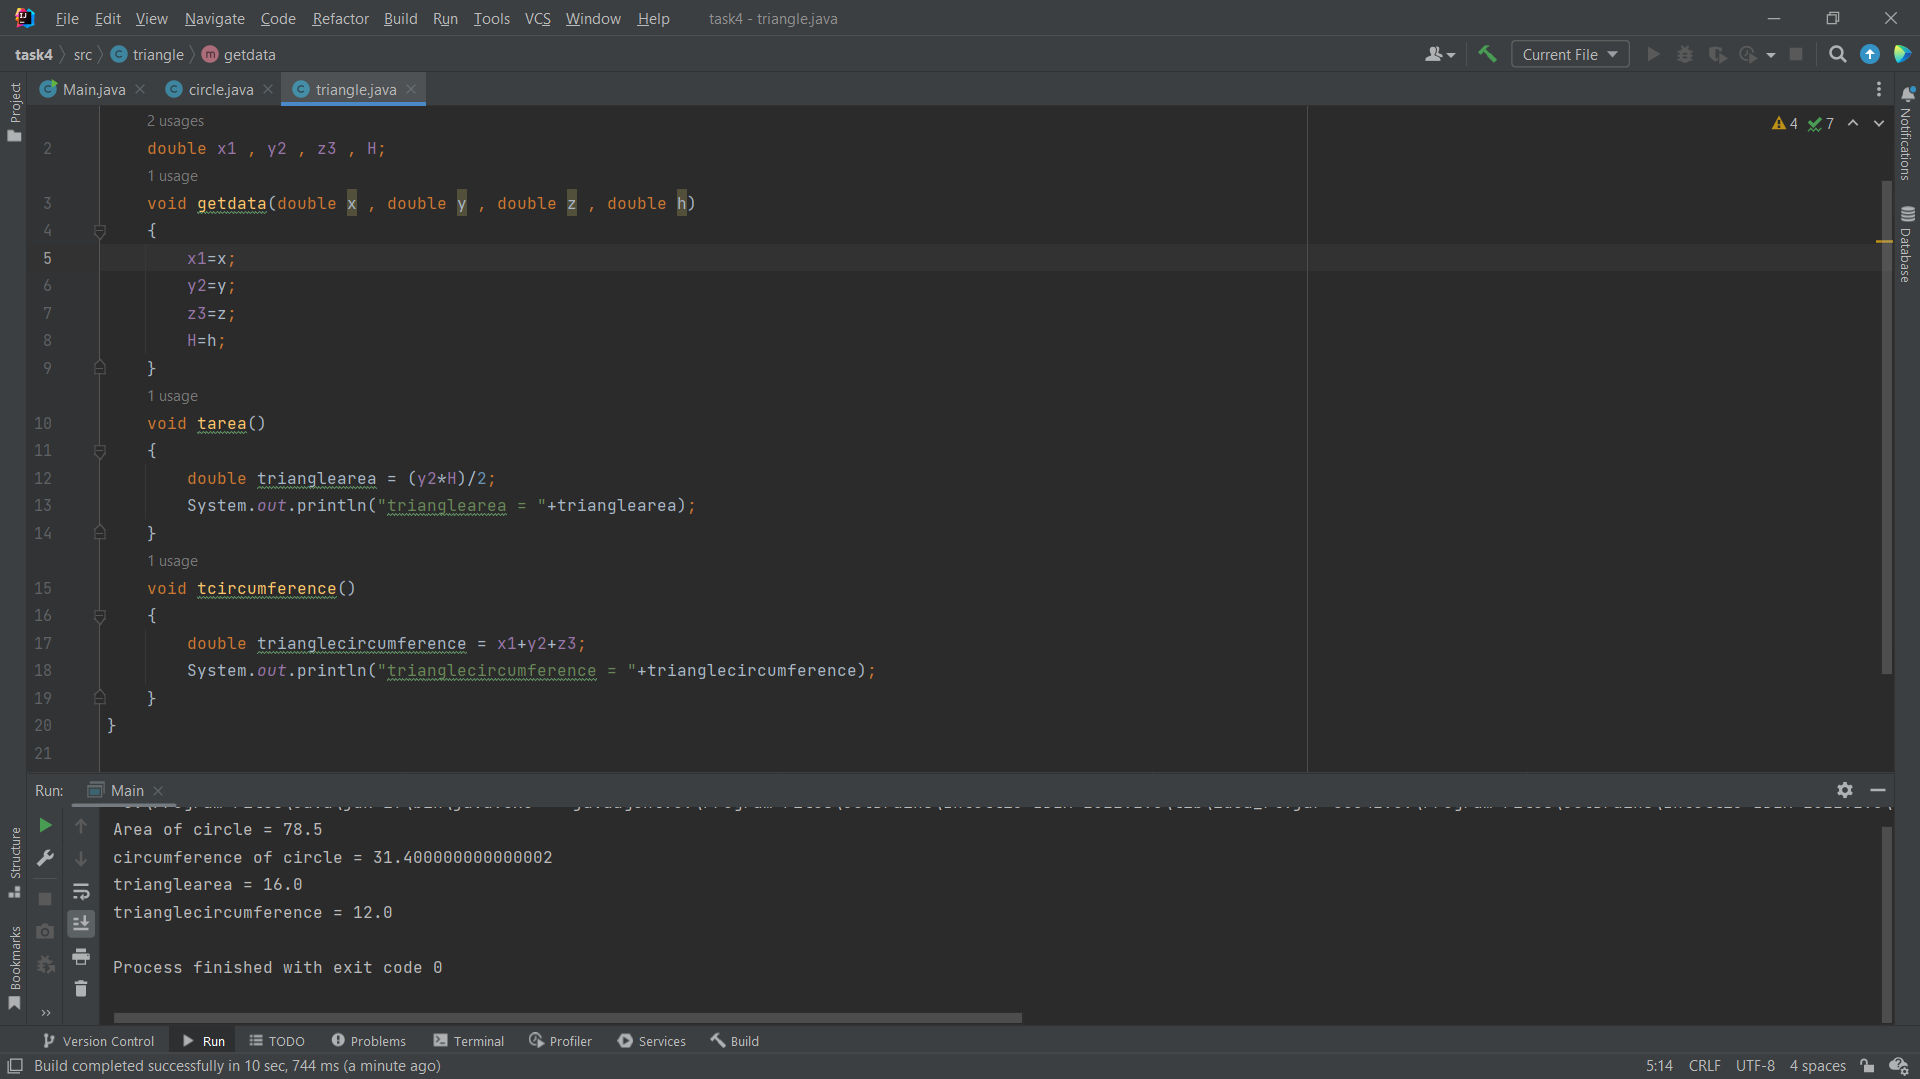 File Edit View Navigate Code Refactor Build Run Tools VCS Window Help task4 - triangle.java
task4 src triangle getdata
Current File
Main.java circle.java triangle.java
Project
Notifications
Database
Structure
Bookmarks
4 7
2 usages
2 double x1 , y2 , z3 , H;
1 usage
3 void getdata(double x , double y , double z , double h)
4 {
5 x1=x;
6 y2=y;
7 z3=z;
8 H=h;
9 }
1 usage
10 void tarea()
11 {
12 double trianglearea = (y2*H)/2;
13 System.out.println("trianglearea = "+trianglearea);
14 }
1 usage
15 void tcircumference()
16 {
17 double trianglecircumference = x1+y2+z3;
18 System.out.println("trianglecircumference = "+trianglecircumference);
19 }
20 }
21
Run: Main
Area of circle = 78.5
circumference of circle = 31.400000000000002
trianglearea = 16.0
trianglecircumference = 12.0
Process finished with exit code 0
Version Control Run TODO Problems Terminal Profiler Services Build
Build completed successfully in 10 sec, 744 ms (a minute ago) 5:14 CRLF UTF-8 4 spaces